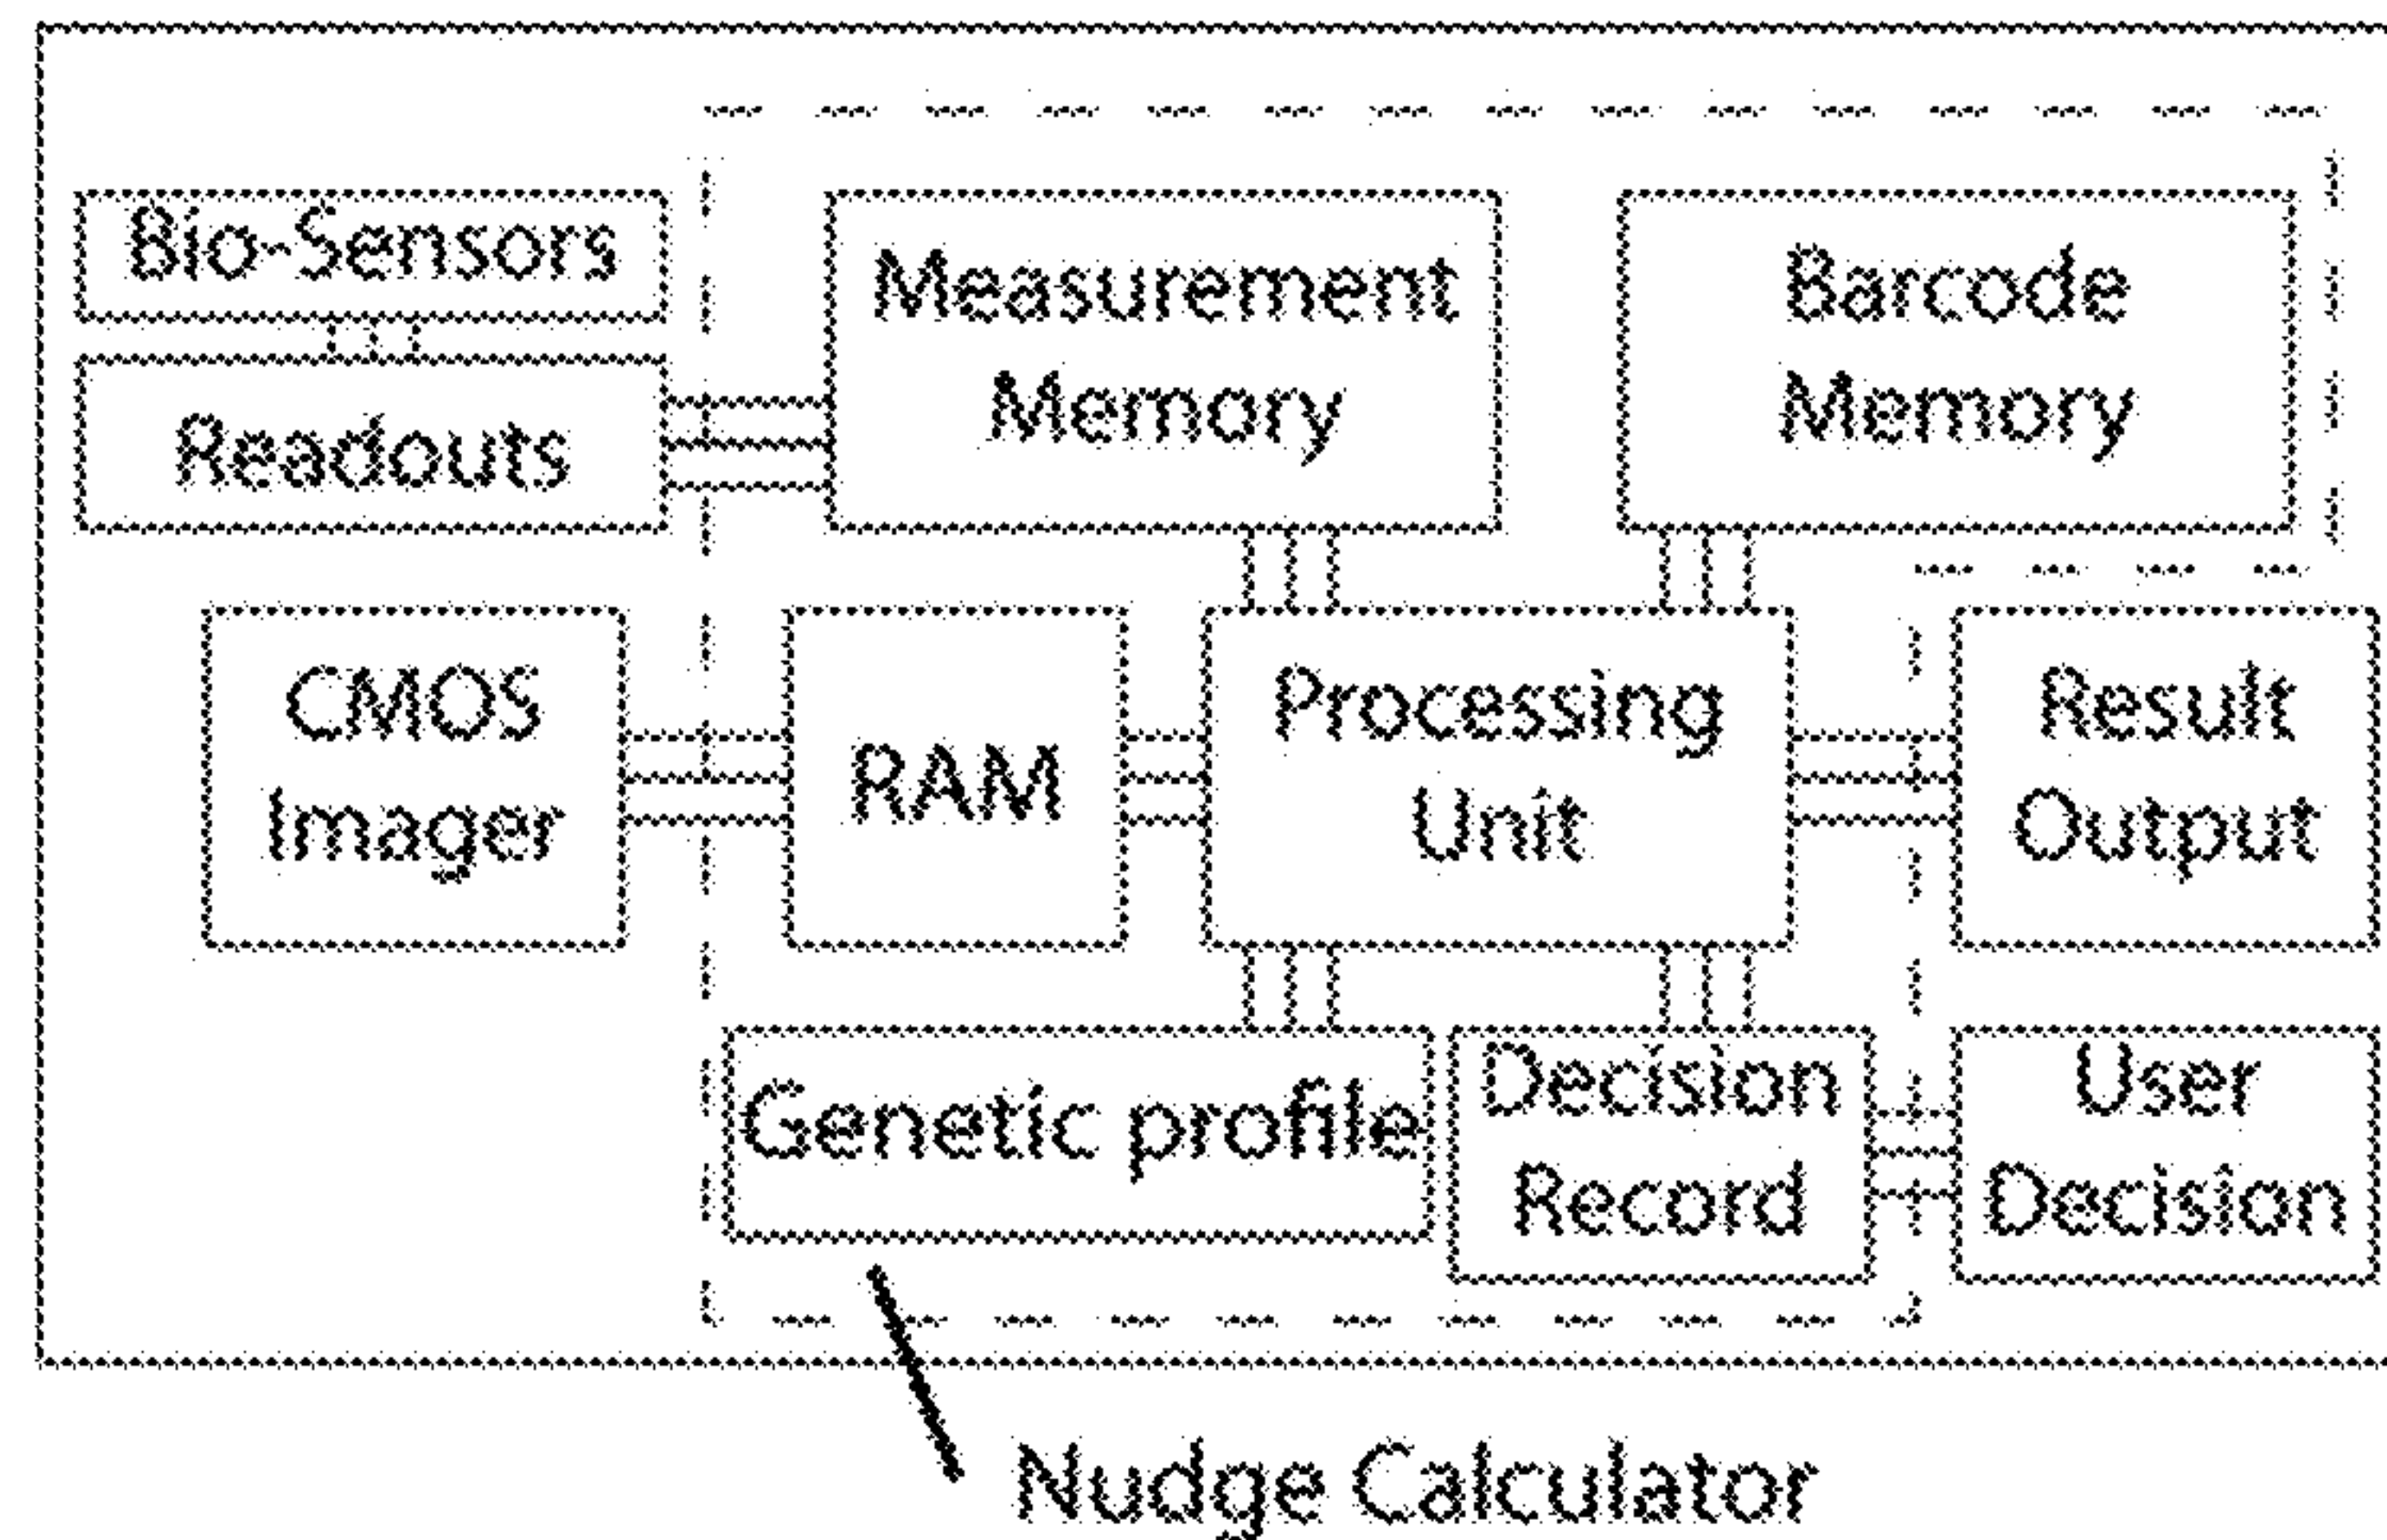 Bio-Sensors
Readouts
Measurement
Memory
Barcode
Memory
CMOS
Imager
RAM
Processing
Unit
Result
Output
Genetic profile
Decision
Record
User
Decision
Nudge Calculator